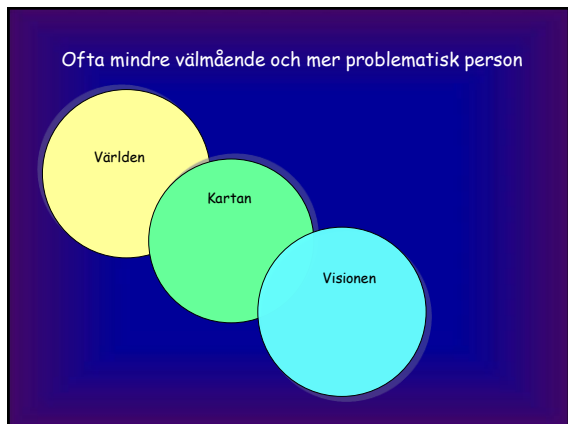 Ofta mindre välmående och mer problematisk person
Världen
Kartan
Visionen